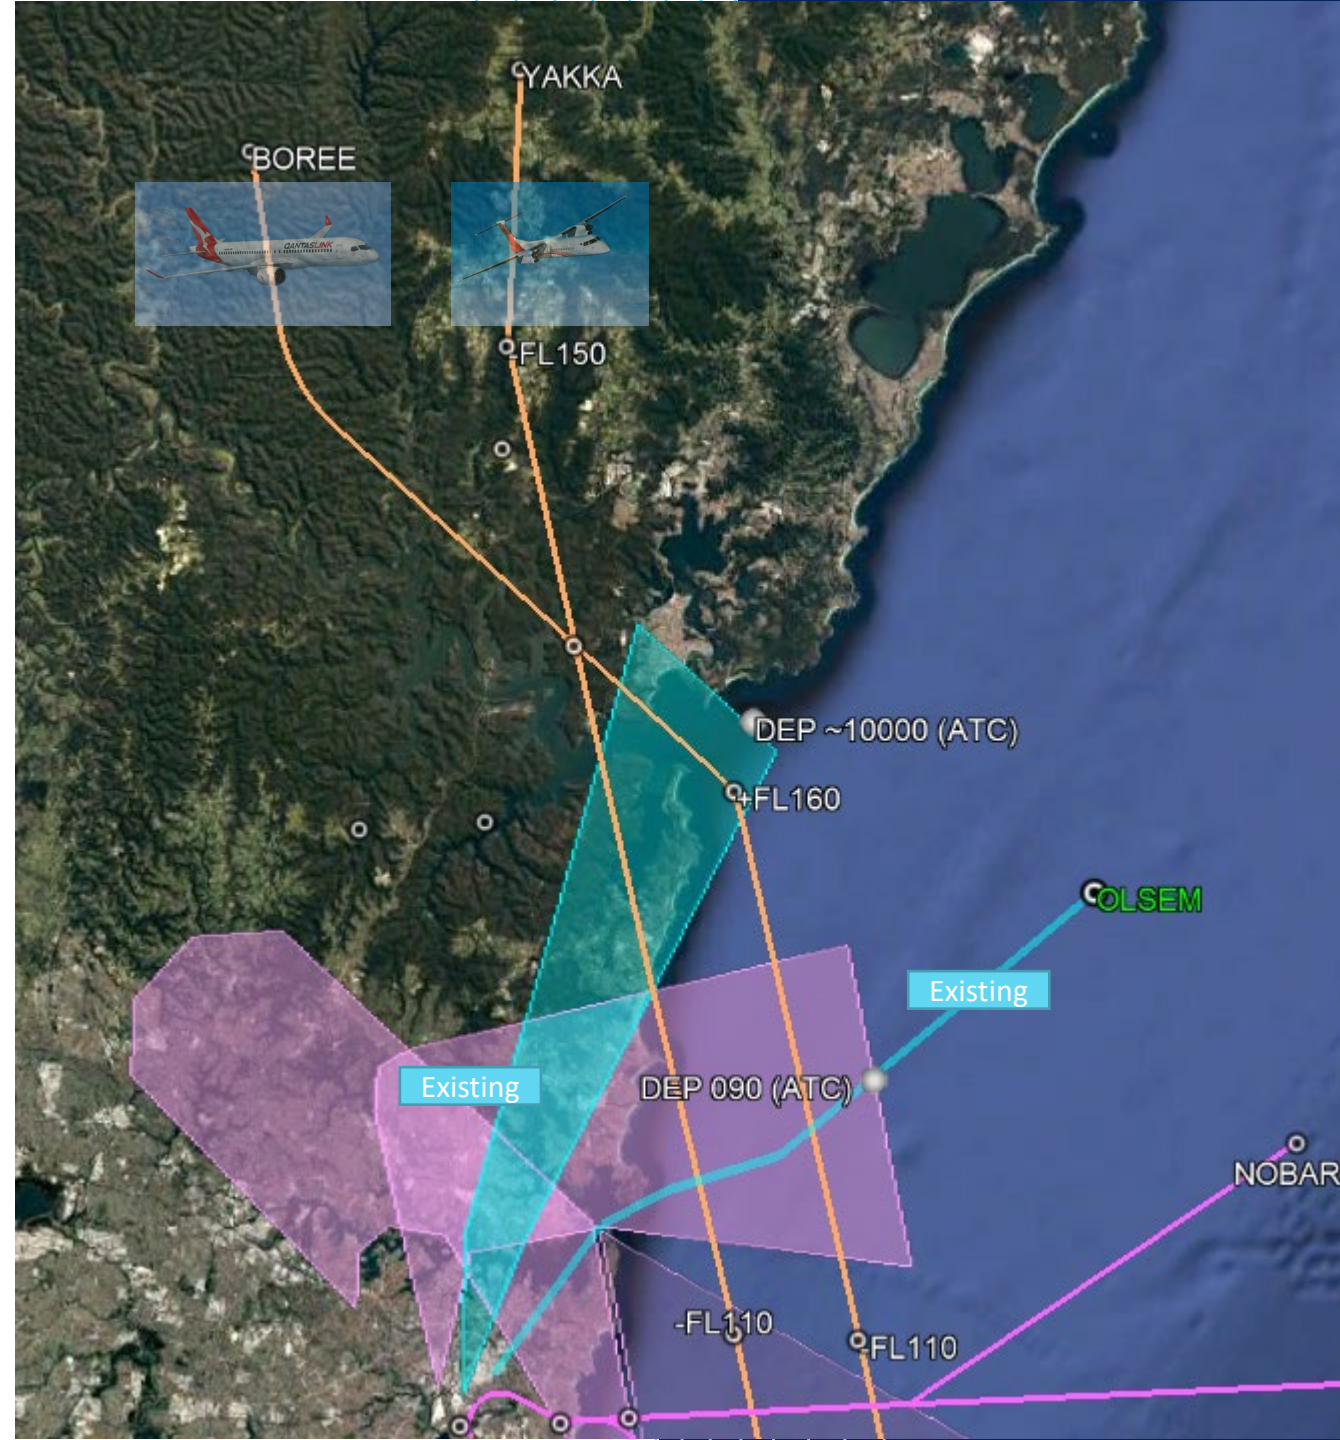 YAKKA
BOREE
QANTASLINK
-FL150
DEP ~10000 (ATC)
+FL160
OLSEM
Existing
Existing
DEP 090 (ATC)
NOBAR
-FL110
-FL110